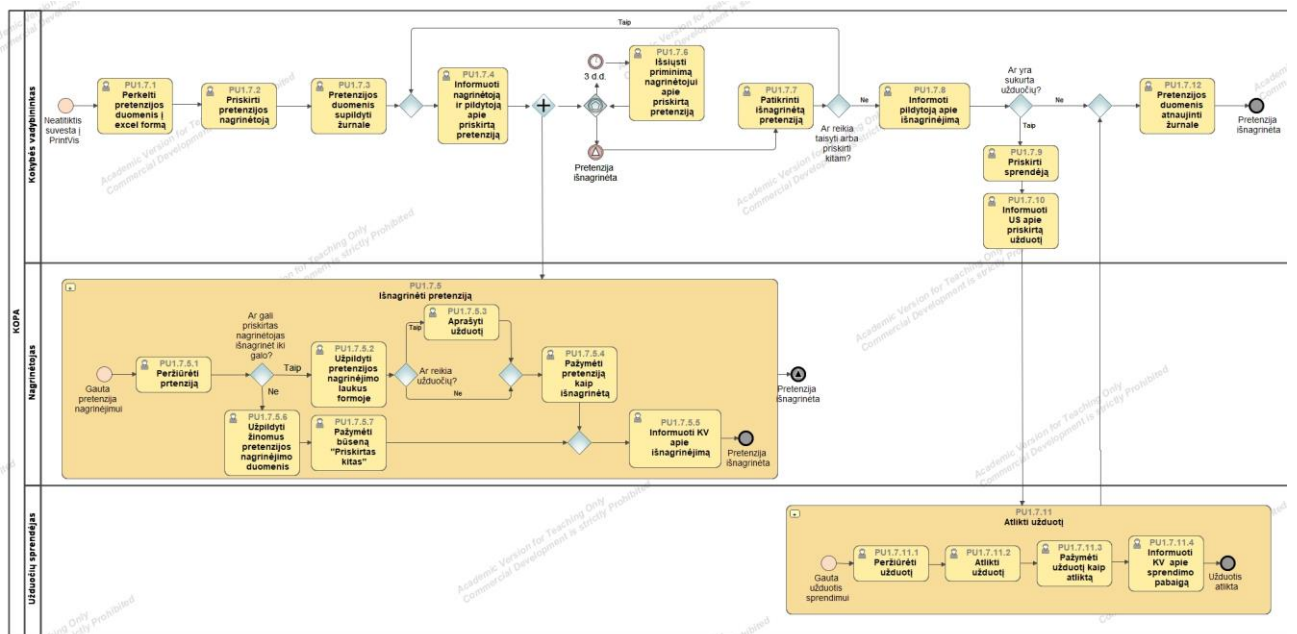 KOPA
Kokybės vadybininkas
Neatitiktis
suvesta į
PrintVis
PU1.7.1
Perkelti
pretenzijos
duomenis į
excel formą
PU1.7.2
Priskirti
pretenzijos
nagrinėtoją
PU1.7.3
Pretenzijos
duomenis
supildyti
žurnale
Taip
PU1.7.4
Informuoti
nagrinėtoją
ir pildytoją
apie
priskirtą
pretenziją
3 d.d.
PU1.7.6
Išsiųsti
priminimą
nagrinėtojui
apie
priskirtą
pretenziją
Pretenzija
išnagrinėta
PU1.7.7
Patikrinti
išnagrinėtą
pretenziją
Ar reikia
taisyti arba
priskirti
kitam?
Ne
PU1.7.8
Informuoti
pildytoją apie
išnagrinėjimą
Ar yra
sukurta
užduočių?
Ne
Taip
PU1.7.9
Priskirti
sprendėją
PU1.7.10
Informuoti
US apie
priskirtą
užduotį
PU1.7.12
Pretenzijos
duomenis
atnaujinti
žurnale
Pretenzija
išnagrinėta
Nagrinėtojas
PU1.7.5
Išnagrinėti pretenziją
Gauta
pretenzija
nagrinėjimui
PU1.7.5.1
Peržiūrėti
prtenziją
Ar gali
priskirtas
nagrinėtojas
išnagrinėt iki
galo?
Taip
Ne
PU1.7.5.2
Užpildyti
pretenzijos
nagrinėjimo
laukus
formoje
Taip
Ar reikia
užduočių?
Ne
PU1.7.5.3
Aprašyti
užduotį
PU1.7.5.4
Pažymėti
pretenziją
kaip
išnagrinėtą
PU1.7.5.6
Užpildyti
žinomus
pretenzijos
nagrinėjimo
duomenis
PU1.7.5.7
Pažymėti
būseną
"Priskirtas
kitas"
PU1.7.5.5
Informuoti KV
apie
išnagrinėjimą
Pretenzija
išnagrinėta
Pretenzija
išnagrinėta
Užduočių sprendėjas
PU1.7.11
Atlikti užduotį
Gauta
užduotis
sprendimui
PU1.7.11.1
Peržiūrėti
užduotį
PU1.7.11.2
Atlikti
užduotį
PU1.7.11.3
Pažymėti
užduotį kaip
atliktą
PU1.7.11.4
Informuoti
KV apie
sprendimo
pabaigą
Užduotis
atlikta
Academic Version for Teaching Only
Commercial Development is strictly Prohibited